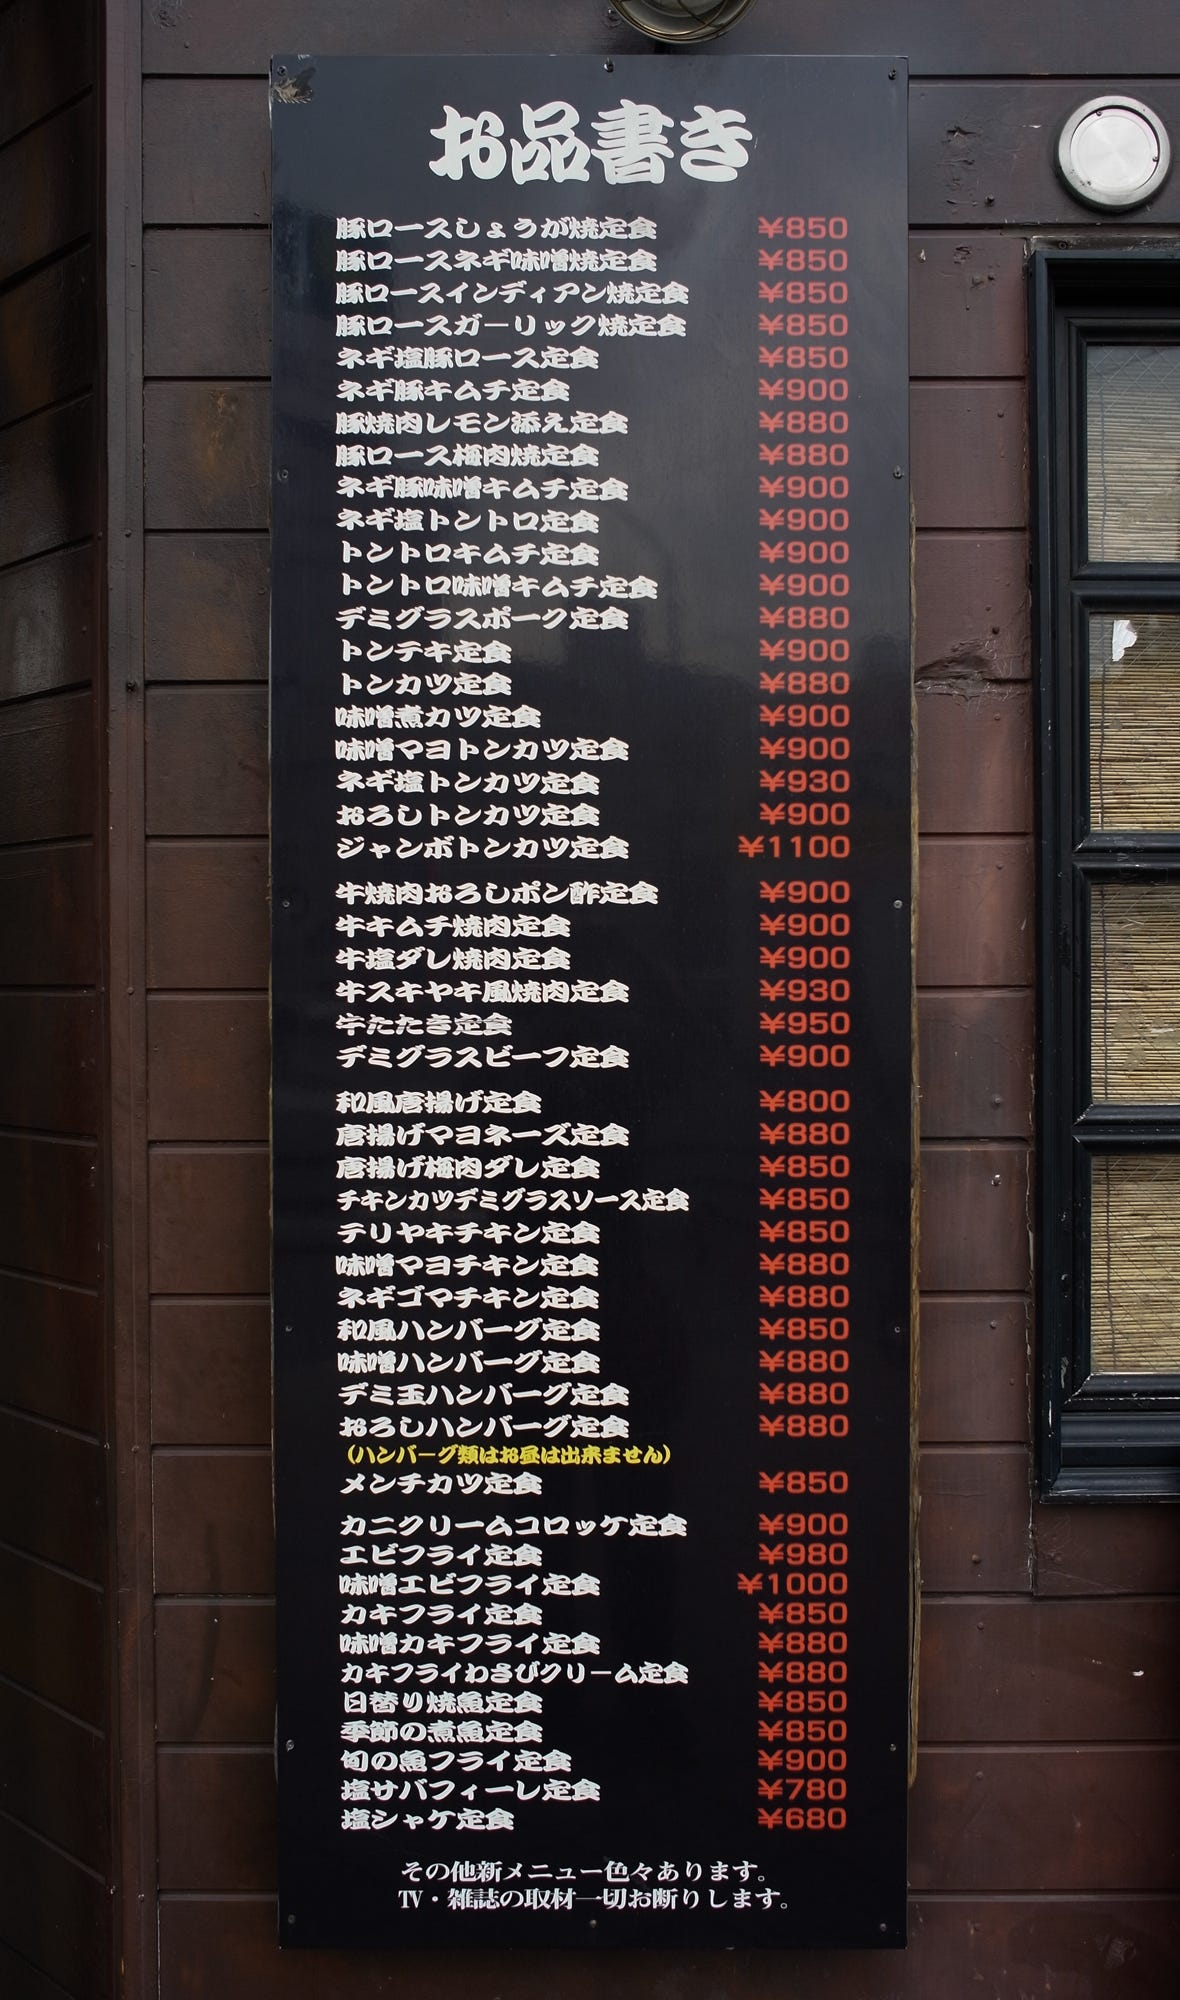 お品書き
豚ロースしょうが焼定食 ¥850
豚ロースネギ味噌焼定食 ¥850
豚ロースインディアン焼定食 ¥850
豚ロースガーリック焼定食 ¥850
ネギ塩豚ロース定食 ¥850
ネギ豚キムチ定食 ¥900
豚焼肉レモン添え定食 ¥880
豚ロース梅肉焼定食 ¥880
ネギ豚味噌キムチ定食 ¥900
ネギ塩トントロ定食 ¥900
トントロキムチ定食 ¥900
トントロ味噌キムチ定食 ¥900
デミグラスポーク定食 ¥880
トンテキ定食 ¥900
トンカツ定食 ¥880
味噌煮カツ定食 ¥900
味噌マヨトンカツ定食 ¥900
ネギ塩トンカツ定食 ¥930
おろしトンカツ定食 ¥900
ジャンボトンカツ定食 ¥1100
牛焼肉おろしポン酢定食 ¥900
牛キムチ焼肉定食 ¥900
牛塩ダレ焼肉定食 ¥900
牛スキヤキ風焼肉定食 ¥930
牛たたき定食 ¥950
デミグラスビーフ定食 ¥900
和風唐揚げ定食 ¥800
唐揚げマヨネーズ定食 ¥880
唐揚げ梅肉ダレ定食 ¥850
チキンカツデミグラスソース定食 ¥850
テリヤキチキン定食 ¥850
味噌マヨチキン定食 ¥880
ネギゴマチキン定食 ¥880
和風ハンバーグ定食 ¥850
味噌ハンバーグ定食 ¥880
デミ玉ハンバーグ定食 ¥880
おろしハンバーグ定食 ¥880
(ハンバーグ類はお昼は出来ません)
メンチカツ定食 ¥850
カニクリームコロッケ定食 ¥900
エビフライ定食 ¥980
味噌エビフライ定食 ¥1000
カキフライ定食 ¥850
味噌カキフライ定食 ¥880
カキフライわさびクリーム定食 ¥880
日替り焼魚定食 ¥850
季節の煮魚定食 ¥850
旬の魚フライ定食 ¥900
塩サバフィーレ定食 ¥780
塩シャケ定食 ¥680
その他新メニュー色々あります。
TV・雑誌の取材一切お断りします。